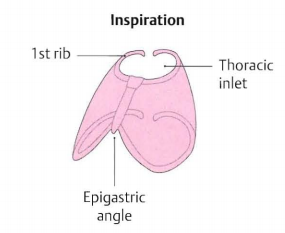 Inspiration
1st rib
Thoracic
inlet
Epigastric
angle